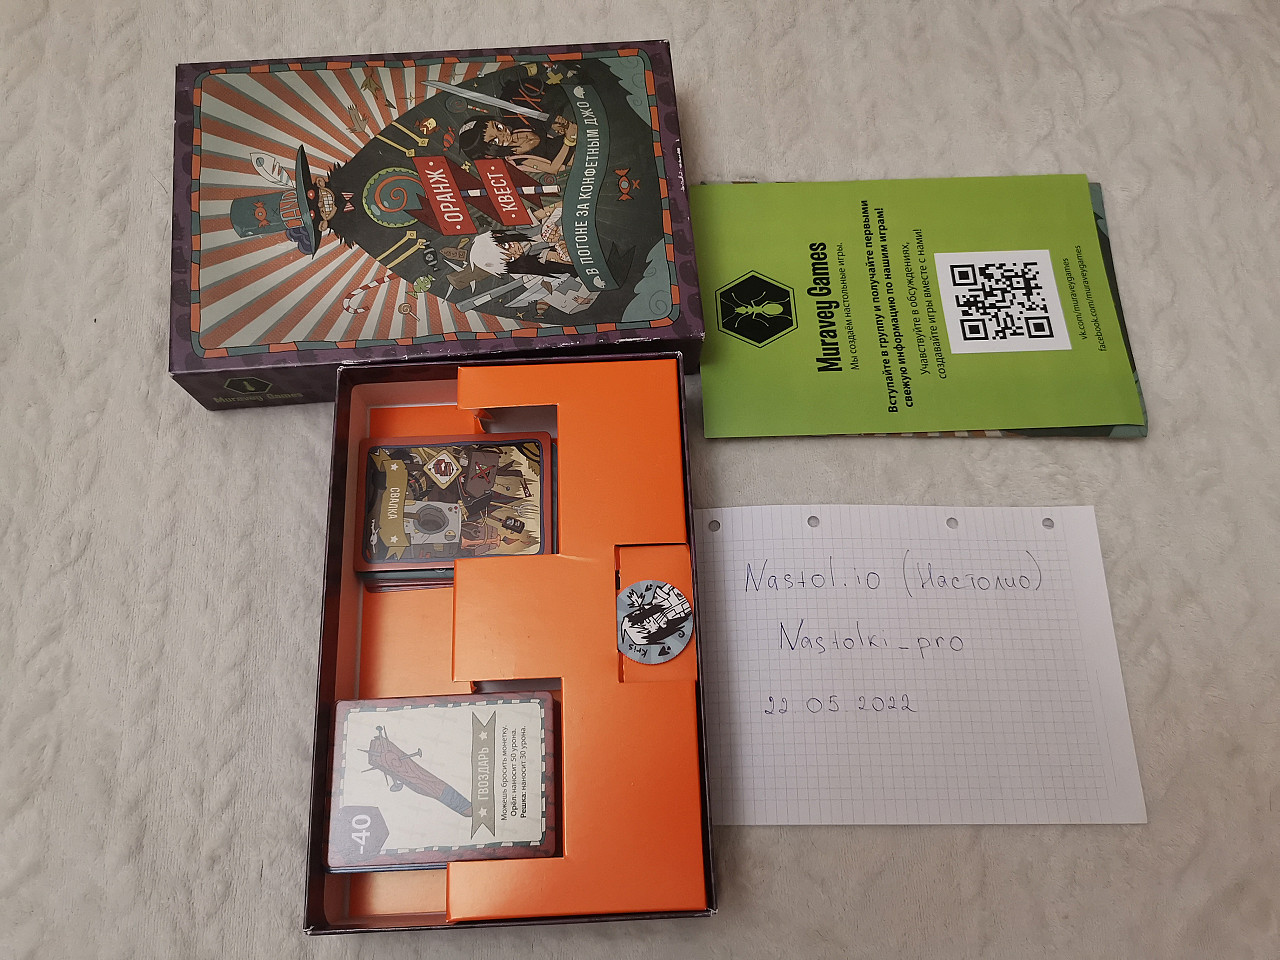 ОРАНЖ
КВЕСТ
В ПОГОНЕ ЗА КОНФЕТНЫМ ДЖО
Muravey Games
Muravey Games
Мы создаём настольные игры.
Вступайте в группу и получайте первыми
свежую информацию по нашим играм!
Учавствуйте в обсуждениях,
создавайте игры вместе с нами!
vk.com/muraveygames
facebook.com/muraveygames
СВАЛКА
Kris
-40
ГВОЗДАРЬ
Можешь бросить монетку.
Орёл: наносит 50 урона.
Решка: наносит 30 урона.
Nastol.io (Настолио)
Nastolki_pro
22 05 2022